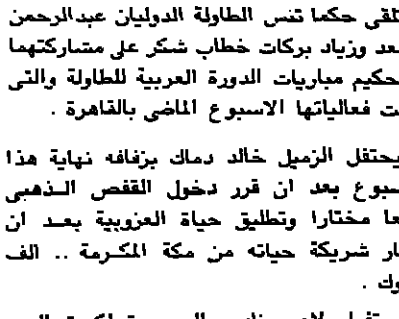 تلقى حكما تنس الطاولة الدوليان عبدالرحمن
سعد وزياد بركات خطاب شكر على مشاركتهما
تحكيم مباريات الدورة العربية للطاولة والتى
ت فعالياتها الاسبوع الماضى بالقاهرة .
يحتفل الزميل خالد دماك بزفافه نهاية هذا
سبوع بعد ان قرر دخول القفص الذهبى
عا مختارا وتطليق حياة العزوبية بعد ان
ار شريكة حياته من مكة المكرمة .. الف
وك .